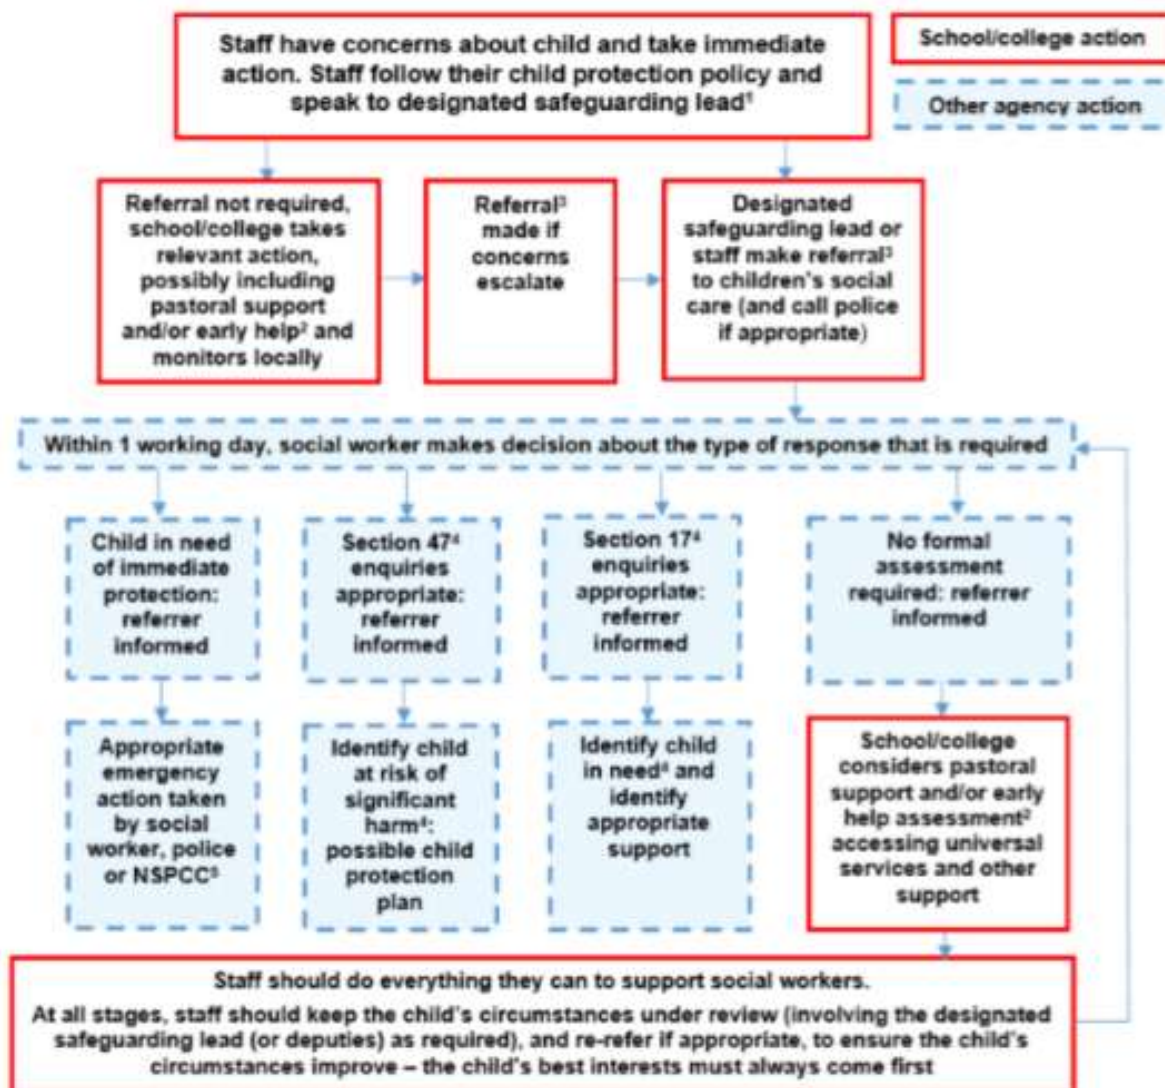 Staff have concerns about child and take immediate
action. Staff follow their child protection policy and
speak to designated safeguarding lead¹
School/college action
Other agency action
Referral not required,
school/college takes
relevant action,
possibly including
pastoral support
and/or early help² and
monitors locally
Referral³
made if
concerns
escalate
Designated
safeguarding lead or
staff make referral³
to children's social
care (and call police
if appropriate)
Within 1 working day, social worker makes decision about the type of response that is required
Child in need
of immediate
protection:
referrer
informed
Section 47⁴
enquiries
appropriate:
referrer
informed
Section 17⁴
enquiries
appropriate:
referrer
informed
No formal
assessment
required: referrer
informed
Appropriate
emergency
action taken
by social
worker, police
or NSPCC⁵
Identify child
at risk of
significant
harm⁴:
possible child
protection
plan
Identify child
in need⁴ and
identify
appropriate
support
School/college
considers pastoral
support and/or early
help assessment²
accessing universal
services and other
support
Staff should do everything they can to support social workers.
At all stages, staff should keep the child's circumstances under review (involving the designated
safeguarding lead (or deputies) as required), and re-refer if appropriate, to ensure the child's
circumstances improve – the child's best interests must always come first